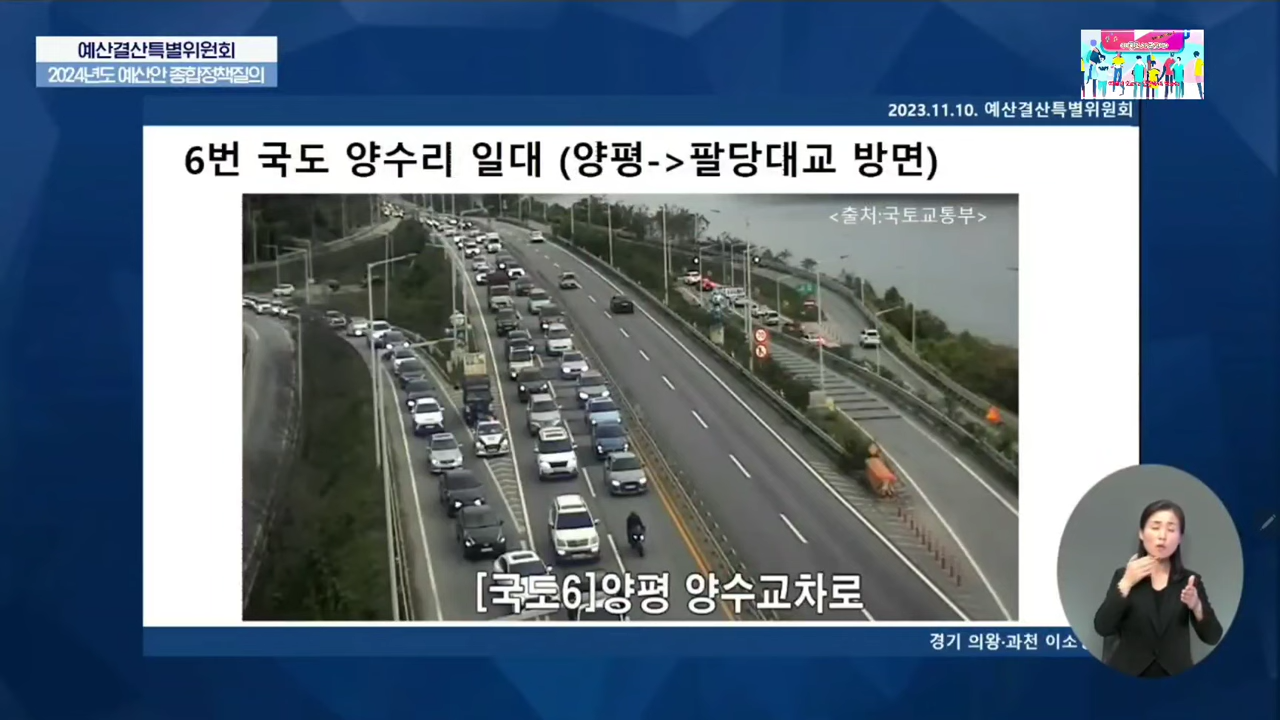 예산결산특별위원회
2024년도 예산안 종합정책질의
2023.11.10. 예산결산특별위원회
6번 국도 양수리 일대 (양평->팔당대교 방면)
<출처:국토교통부>
[국도6]양평 양수교차로
경기 의왕·과천 이소